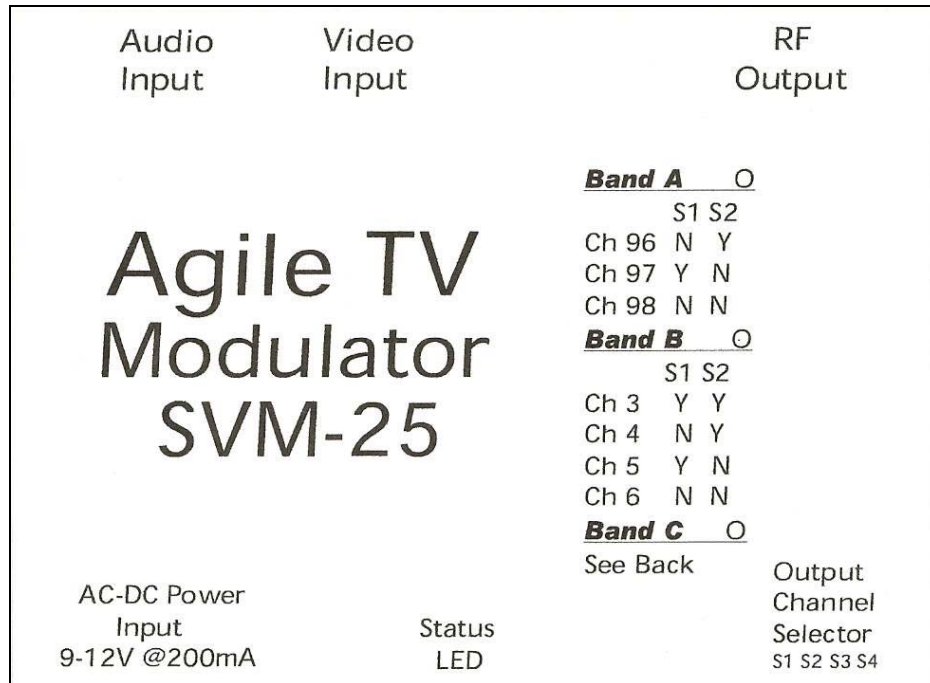 Audio Input
Video Input
RF Output
Agile TV
Modulator
SVM-25
Band A O
S1 S2
Ch 96 N Y
Ch 97 Y N
Ch 98 N N
Band B O
S1 S2
Ch 3 Y Y
Ch 4 N Y
Ch 5 Y N
Ch 6 N N
Band C O
See Back
AC-DC Power
Input
9-12V @200mA
Status
LED
Output
Channel
Selector
S1 S2 S3 S4